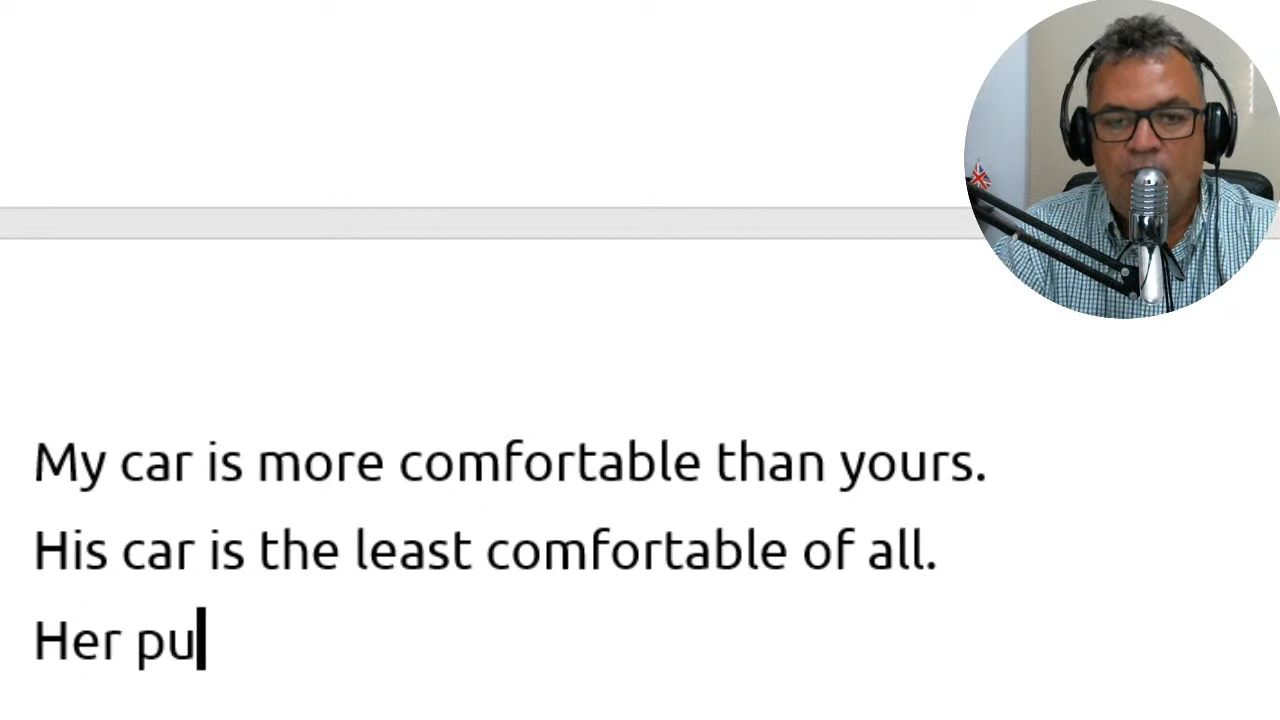 My car is more comfortable than yours.
His car is the least comfortable of all.
Her pu